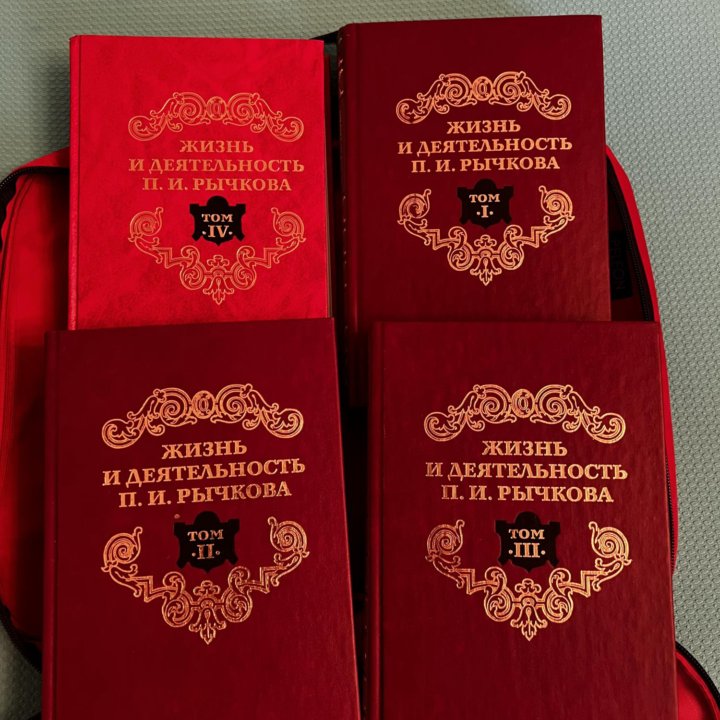 ЖИЗНЬ
И ДЕЯТЕЛЬНОСТЬ
П. И. РЫЧКОВА
ТОМ
·IV·
ЖИЗНЬ
И ДЕЯТЕЛЬНОСТЬ
П. И. РЫЧКОВА
ТОМ
·I·
ЖИЗНЬ
И ДЕЯТЕЛЬНОСТЬ
П. И. РЫЧКОВА
ТОМ
·II·
ЖИЗНЬ
И ДЕЯТЕЛЬНОСТЬ
П. И. РЫЧКОВА
ТОМ
·III·